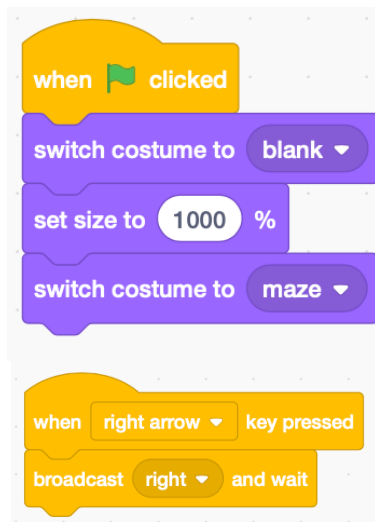 when clicked
switch costume to blank
set size to 1000 %
switch costume to maze
when right arrow key pressed
broadcast right and wait